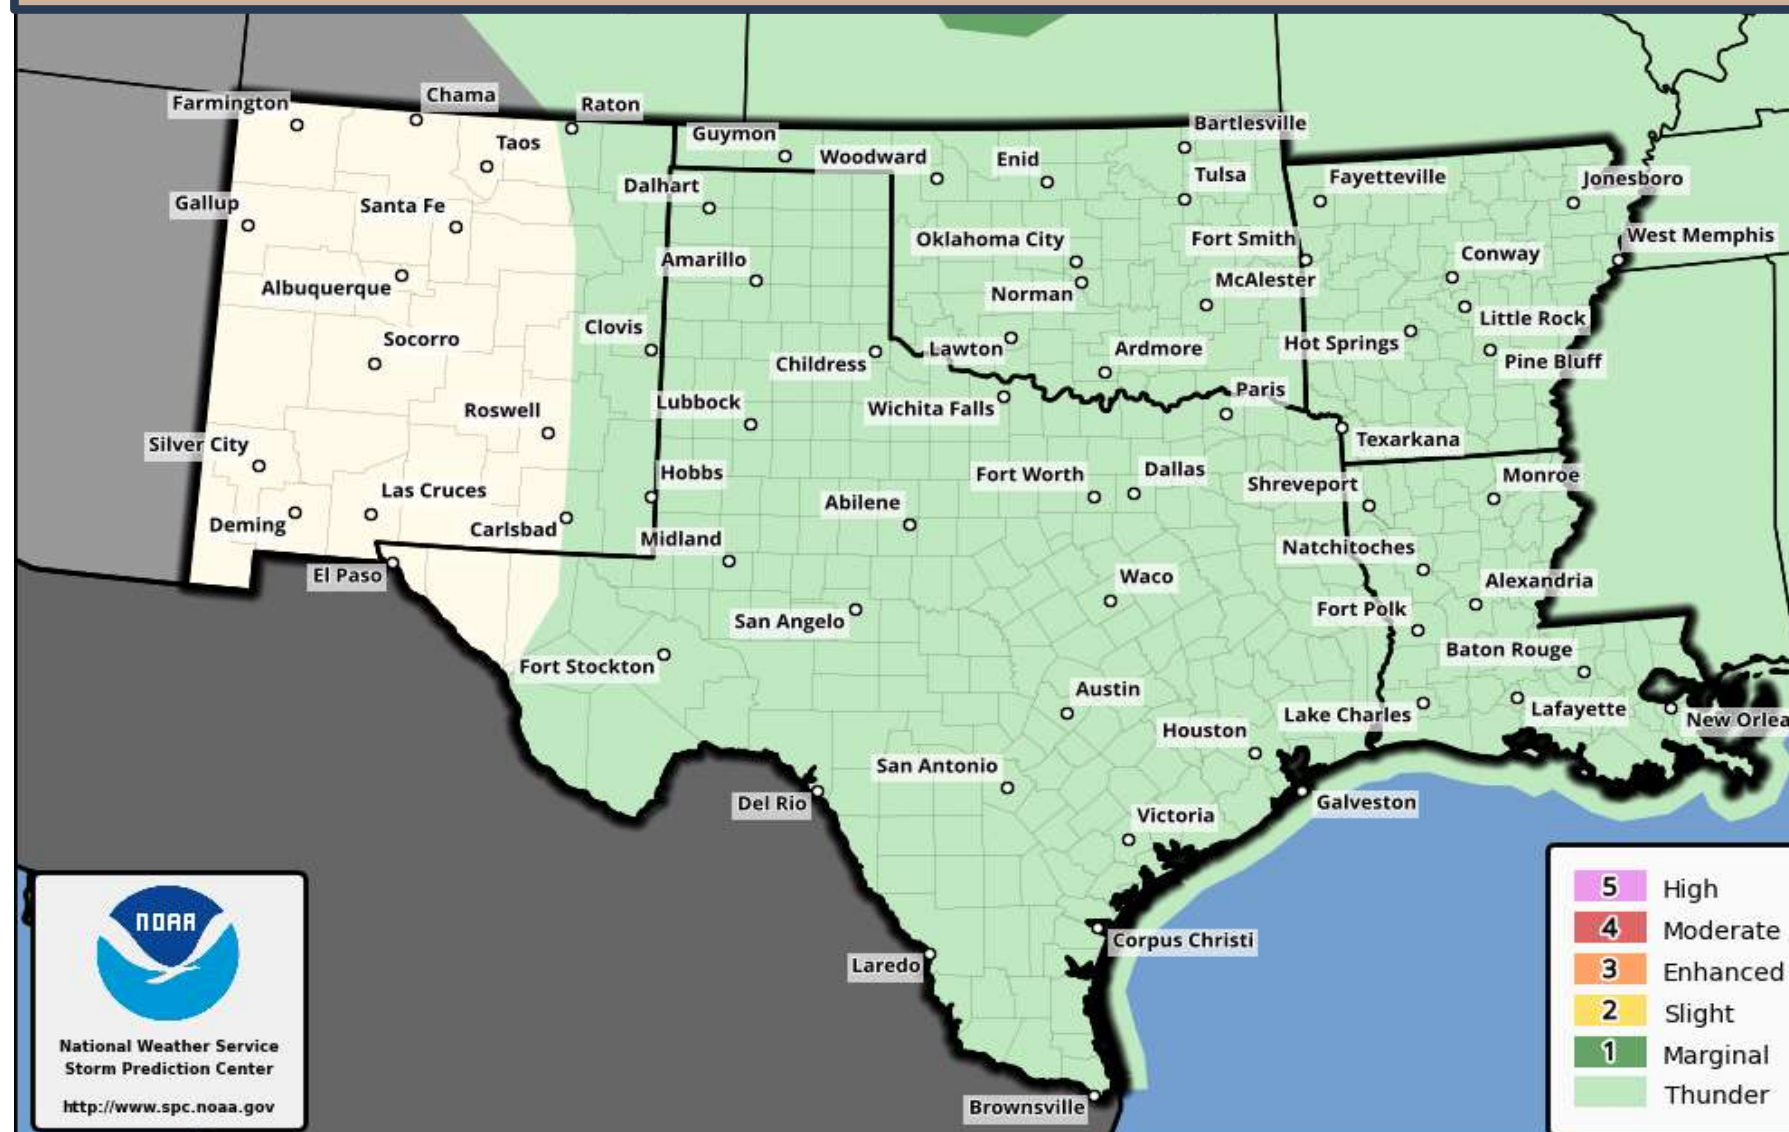 Farmington
Chama
Raton
Taos
Guymon
Woodward
Enid
Bartlesville
Tulsa
Fayetteville
Jonesboro
Gallup
Santa Fe
Dalhart
Oklahoma City
Fort Smith
West Memphis
Conway
Amarillo
Albuquerque
Norman
McAlester
Little Rock
Clovis
Socorro
Childress
Lawton
Ardmore
Hot Springs
Pine Bluff
Roswell
Lubbock
Wichita Falls
Paris
Silver City
Texarkana
Las Cruces
Hobbs
Fort Worth
Dallas
Shreveport
Monroe
Deming
Carlsbad
Abilene
Midland
Natchitoches
El Paso
Waco
Alexandria
San Angelo
Fort Polk
Fort Stockton
Baton Rouge
Austin
Lake Charles
Lafayette
New Orlea
Houston
San Antonio
Del Rio
Galveston
Victoria
Corpus Christi
Laredo
Brownsville
NOAA
National Weather Service
Storm Prediction Center
http://www.spc.noaa.gov
5 High
4 Moderate
3 Enhanced
2 Slight
1 Marginal
Thunder